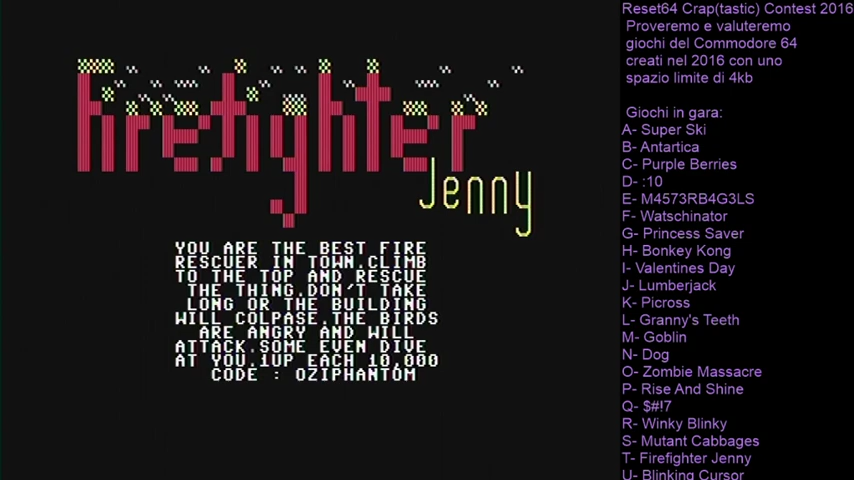 firefighter
Jenny
YOU ARE THE BEST FIRE
RESCUER IN TOWN.CLIMB
TO THE TOP AND RESCUE
THE THING.DON'T TAKE
LONG OR THE BUILDING
WILL COLPASE.THE BIRDS
ARE ANGRY AND WILL
ATTACK.SOME EVEN DIVE
AT YOU.1UP EACH 10,000
CODE : OZIPHANTOM
Reset64 Crap(tastic) Contest 2016
Proveremo e valuteremo
giochi del Commodore 64
creati nel 2016 con uno
spazio limite di 4kb
Giochi in gara:
A- Super Ski
B- Antartica
C- Purple Berries
D- :10
E- M4573RB4G3LS
F- Watschinator
G- Princess Saver
H- Bonkey Kong
I- Valentines Day
J- Lumberjack
K- Picross
L- Granny's Teeth
M- Goblin
N- Dog
O- Zombie Massacre
P- Rise And Shine
Q- $#!7
R- Winky Blinky
S- Mutant Cabbages
T- Firefighter Jenny
U- Blinking Cursor